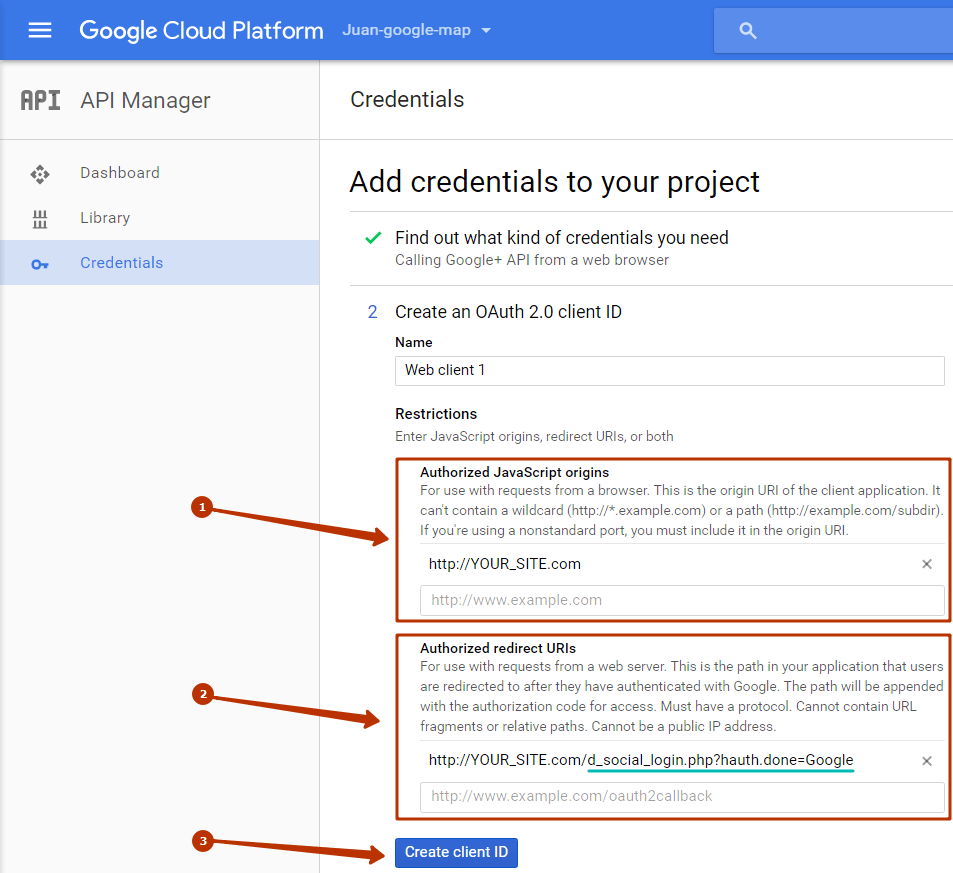 Google Cloud Platform
Juan-google-map
API
API Manager
Credentials
Dashboard
Library
Credentials
Add credentials to your project
Find out what kind of credentials you need
Calling Google+ API from a web browser
2
Create an OAuth 2.0 client ID
Name
Web client 1
Restrictions
Enter JavaScript origins, redirect URIs, or both
Authorized JavaScript origins
For use with requests from a browser. This is the origin URI of the client application. It
can't contain a wildcard (http://*.example.com) or a path (http://example.com/subdir).
If you're using a nonstandard port, you must include it in the origin URI.
1
http://YOUR_SITE.com
http://www.example.com
Authorized redirect URIs
For use with requests from a web server. This is the path in your application that users
are redirected to after they have authenticated with Google. The path will be appended
with the authorization code for access. Must have a protocol. Cannot contain URL
fragments or relative paths. Cannot be a public IP address.
2
http://YOUR_SITE.com/d_social_login.php?hauth.done=Google
http://www.example.com/oauth2callback
3
Create client ID